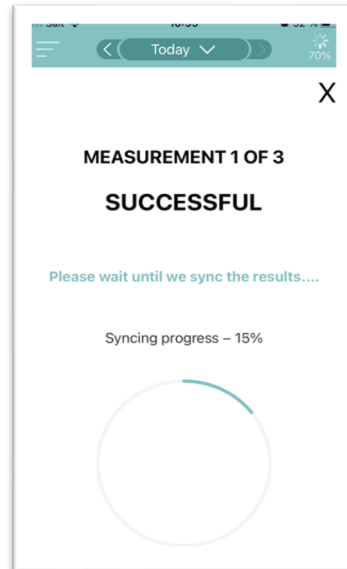 Today
70%
X
MEASUREMENT 1 OF 3
SUCCESSFUL
Please wait until we sync the results....
Syncing progress – 15%